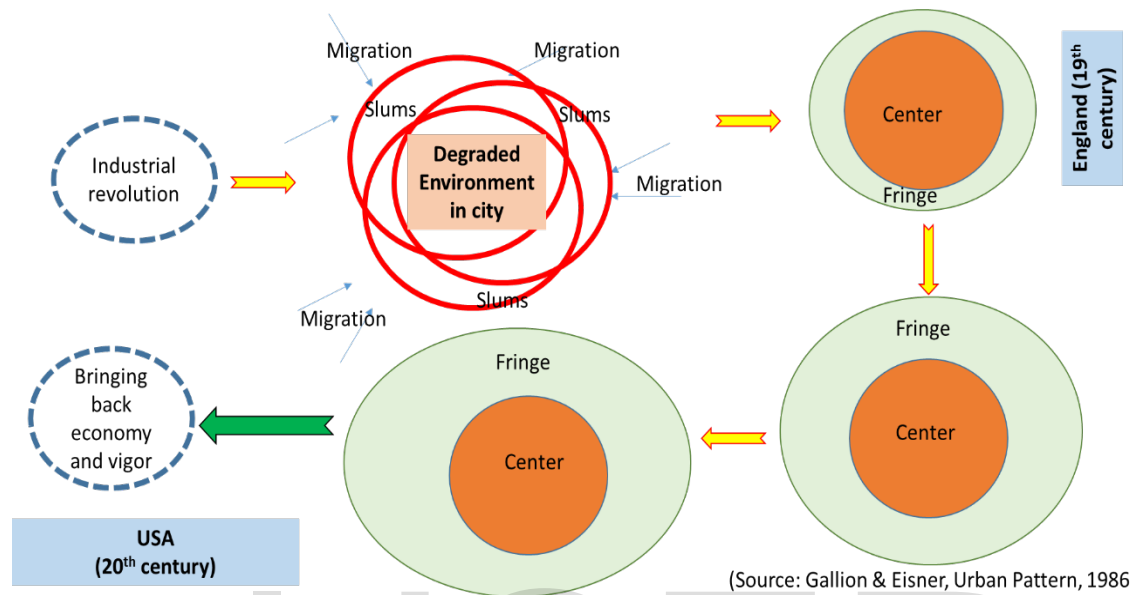 Industrial
revolution
Migration
Migration
Slums
Slums
Degraded
Environment
in city
Migration
Slums
Migration
Center
Fringe
England (19th
century)
Fringe
Center
Fringe
Center
Bringing
back
economy
and vigor
USA
(20th century)
(Source: Gallion & Eisner, Urban Pattern, 1986